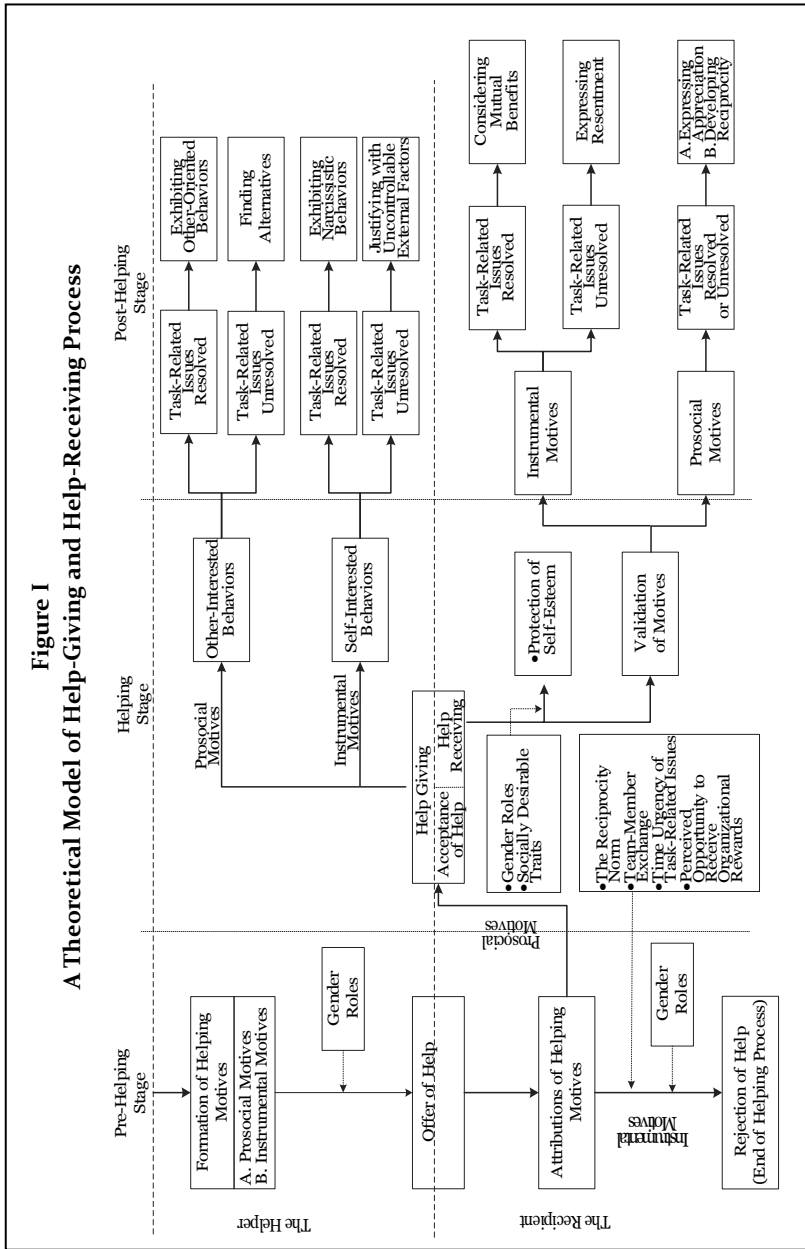 Figure I
A Theoretical Model of Help-Giving and Help-Receiving Process
Pre-Helping
Stage
Helping
Stage
Post-Helping
Stage
The Helper
Formation of Helping
Motives
A. Prosocial Motives
B. Instrumental Motives
Gender
Roles
Offer of Help
Prosocial
Motives
Other-Interested
Behaviors
Instrumental
Motives
Self-Interested
Behaviors
Task-Related
Issues
Resolved
Exhibiting
Other-Oriented
Behaviors
Task-Related
Issues
Unresolved
Finding
Alternatives
Task-Related
Issues
Resolved
Exhibiting
Narcissistic
Behaviors
Task-Related
Issues
Unresolved
Justifying with
Uncontrollable
External Factors
Help Giving
Acceptance
of Help
Help
Receiving
The Recipient
Attributions of Helping
Motives
Prosocial
Motives
Instrumental
Motives
Gender
Roles
Rejection of Help
(End of Helping Process)
•Gender Roles
•Socially Desirable
Traits
•The Reciprocity
Norm
•Team-Member
Exchange
•Time Urgency of
Task-Related Issues
•Perceived
Opportunity to
Receive
Organizational
Rewards
•Protection of
Self-Esteem
Validation
of Motives
Instrumental
Motives
Task-Related
Issues
Resolved
Considering
Mutual
Benefits
Task-Related
Issues
Unresolved
Expressing
Resentment
Prosocial
Motives
Task-Related
Issues
Resolved
or Unresolved
A. Expressing
Appreciation
B. Developing
Reciprocity